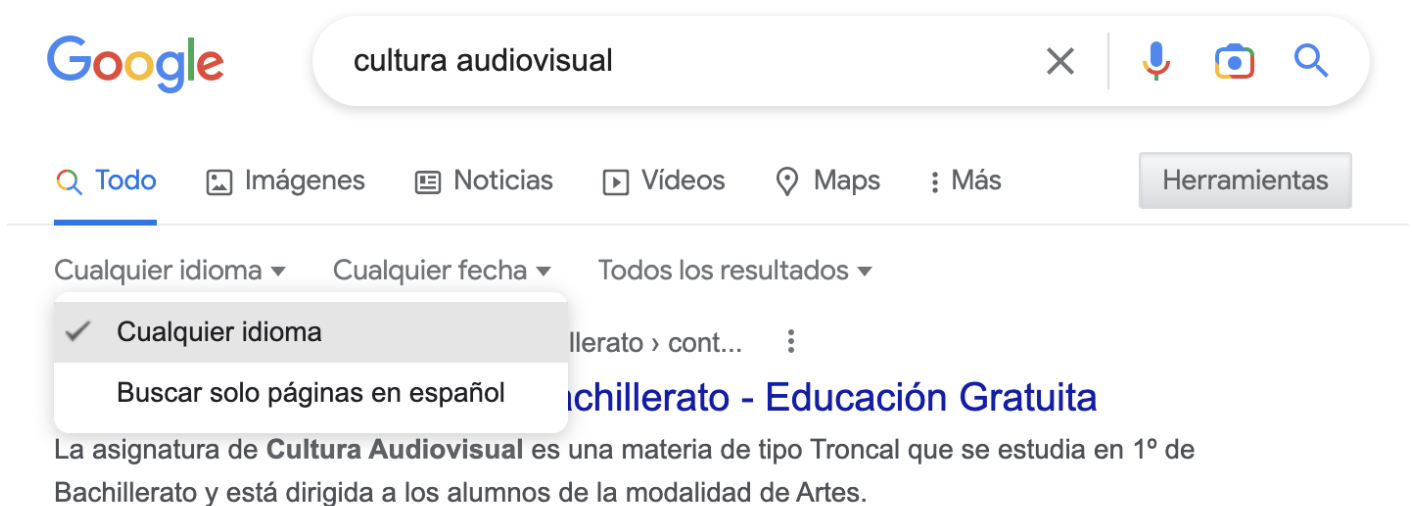 Google
cultura audiovisual
Todo Imágenes Noticias Vídeos Maps Más Herramientas
Cualquier idioma Cualquier fecha Todos los resultados
Cualquier idioma
› cont...
Buscar solo páginas en español
- Educación Gratuita
La asignatura de Cultura Audiovisual es una materia de tipo Troncal que se estudia en 1º de
Bachillerato y está dirigida a los alumnos de la modalidad de Artes.